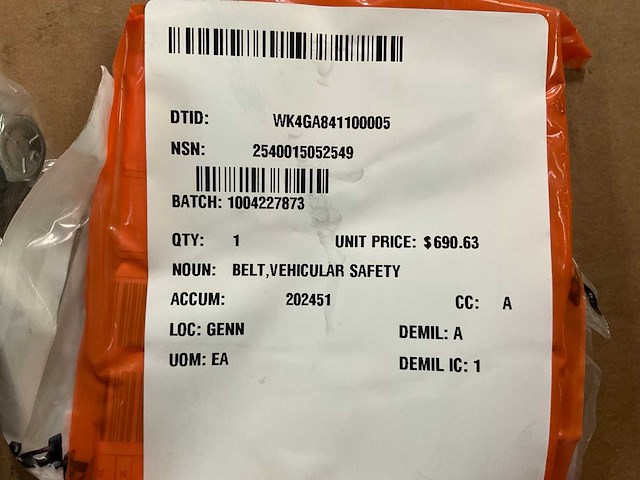 DTID: WK4GA841100005
NSN: 2540015052549
BATCH: 1004227873
QTY: 1 UNIT PRICE: $690.63
NOUN: BELT,VEHICULAR SAFETY
ACCUM: 202451 CC: A
LOC: GENN DEMIL: A
UOM: EA DEMIL IC: 1